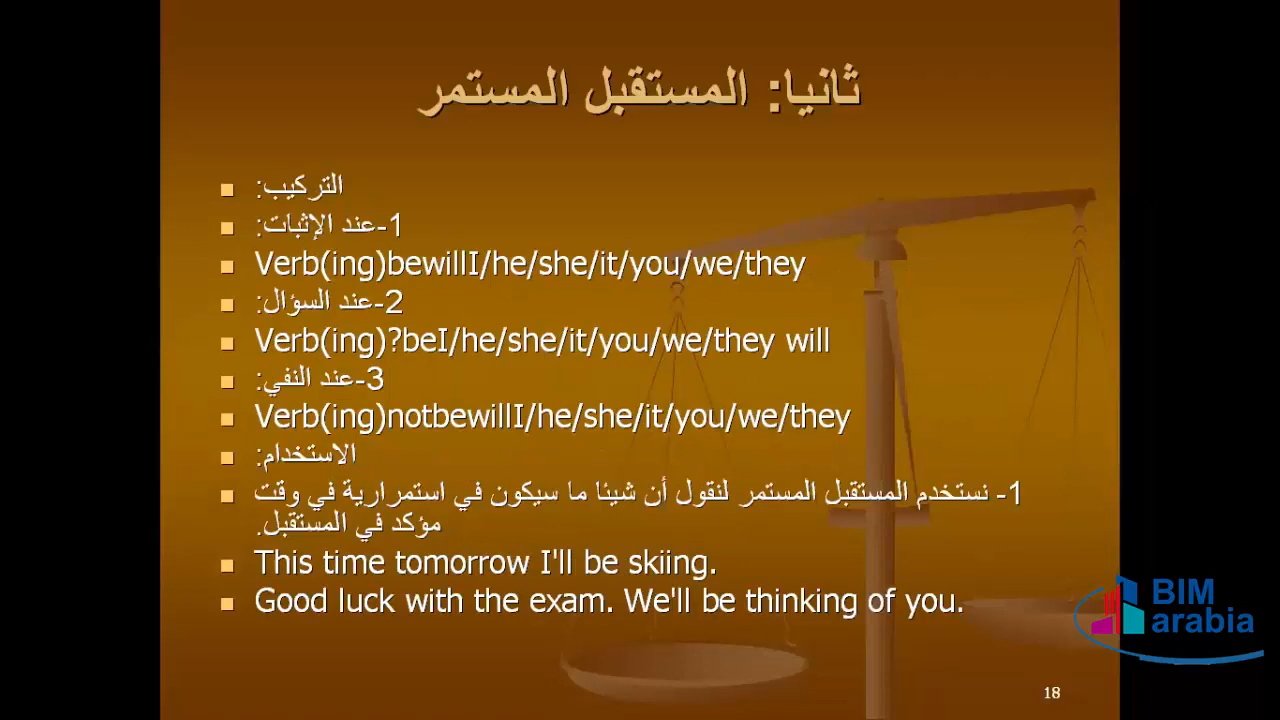 ثانيا: المستقبل المستمر
التركيب:
1-عند الإثبات:
Verb(ing)bewillI/he/she/it/you/we/they
2-عند السؤال:
Verb(ing)?beI/he/she/it/you/we/they will
3-عند النفي:
Verb(ing)notbewillI/he/she/it/you/we/they
الاستخدام:
1- نستخدم المستقبل المستمر لنقول أن شيئا ما سيكون في استمرارية في وقت
مؤكد في المستقبل.
This time tomorrow I'll be skiing.
Good luck with the exam. We'll be thinking of you.
BIM
arabia
18